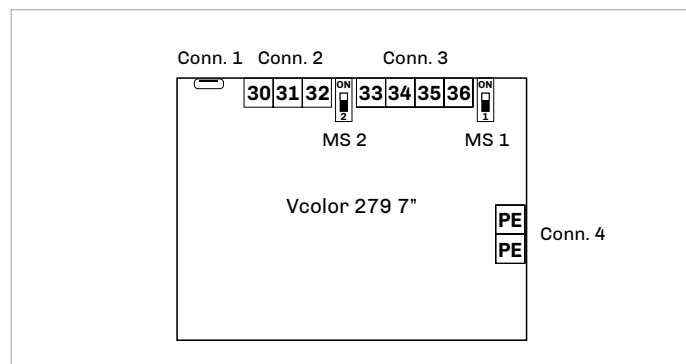 Conn. 1 Conn. 2 Conn. 3
30 31 32 ON 2 33 34 35 36 ON 1
MS 2 MS 1
Vcolor 279 7”
PE
Conn. 4
PE